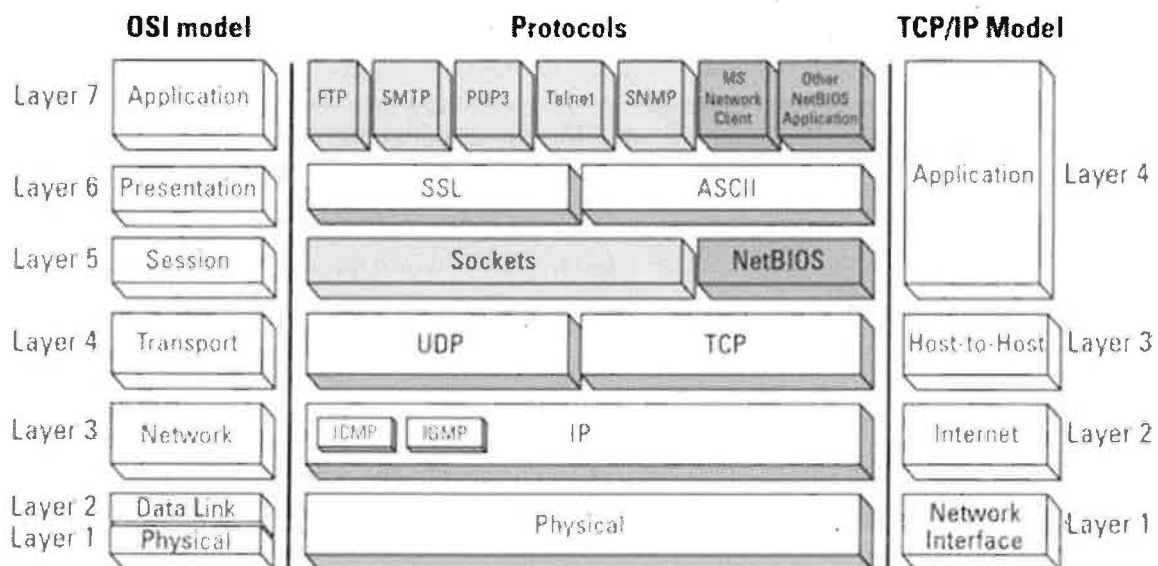 OSI model Protocols TCP/IP Model
Layer 7 Application FTP SMTP POP3 Telnet SNMP MS Network Client Other NetBIOS Application
Layer 6 Presentation SSL ASCII Application Layer 4
Layer 5 Session Sockets NetBIOS
Layer 4 Transport UDP TCP Host-to-Host Layer 3
Layer 3 Network ICMP IGMP IP Internet Layer 2
Layer 2 Data Link
Layer 1 Physical Physical Network Interface Layer 1